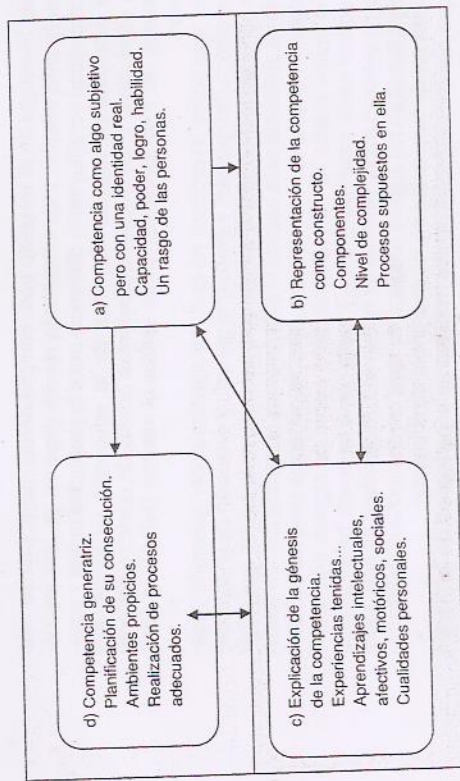 a) Competencia como algo subjetivo
pero con una identidad real.
Capacidad, poder, logro, habilidad.
Un rasgo de las personas.
b) Representación de la competencia
como constructo.
Componentes.
Nivel de complejidad.
Procesos supuestos en ella.
c) Explicación de la génesis
de la competencia.
Experiencias tenidas...
Aprendizajes intelectuales,
afectivos, motóricos, sociales.
Cualidades personales.
d) Competencia generatriz.
Planificación de su consecución.
Ambientes propicios.
Realización de procesos
adecuados.